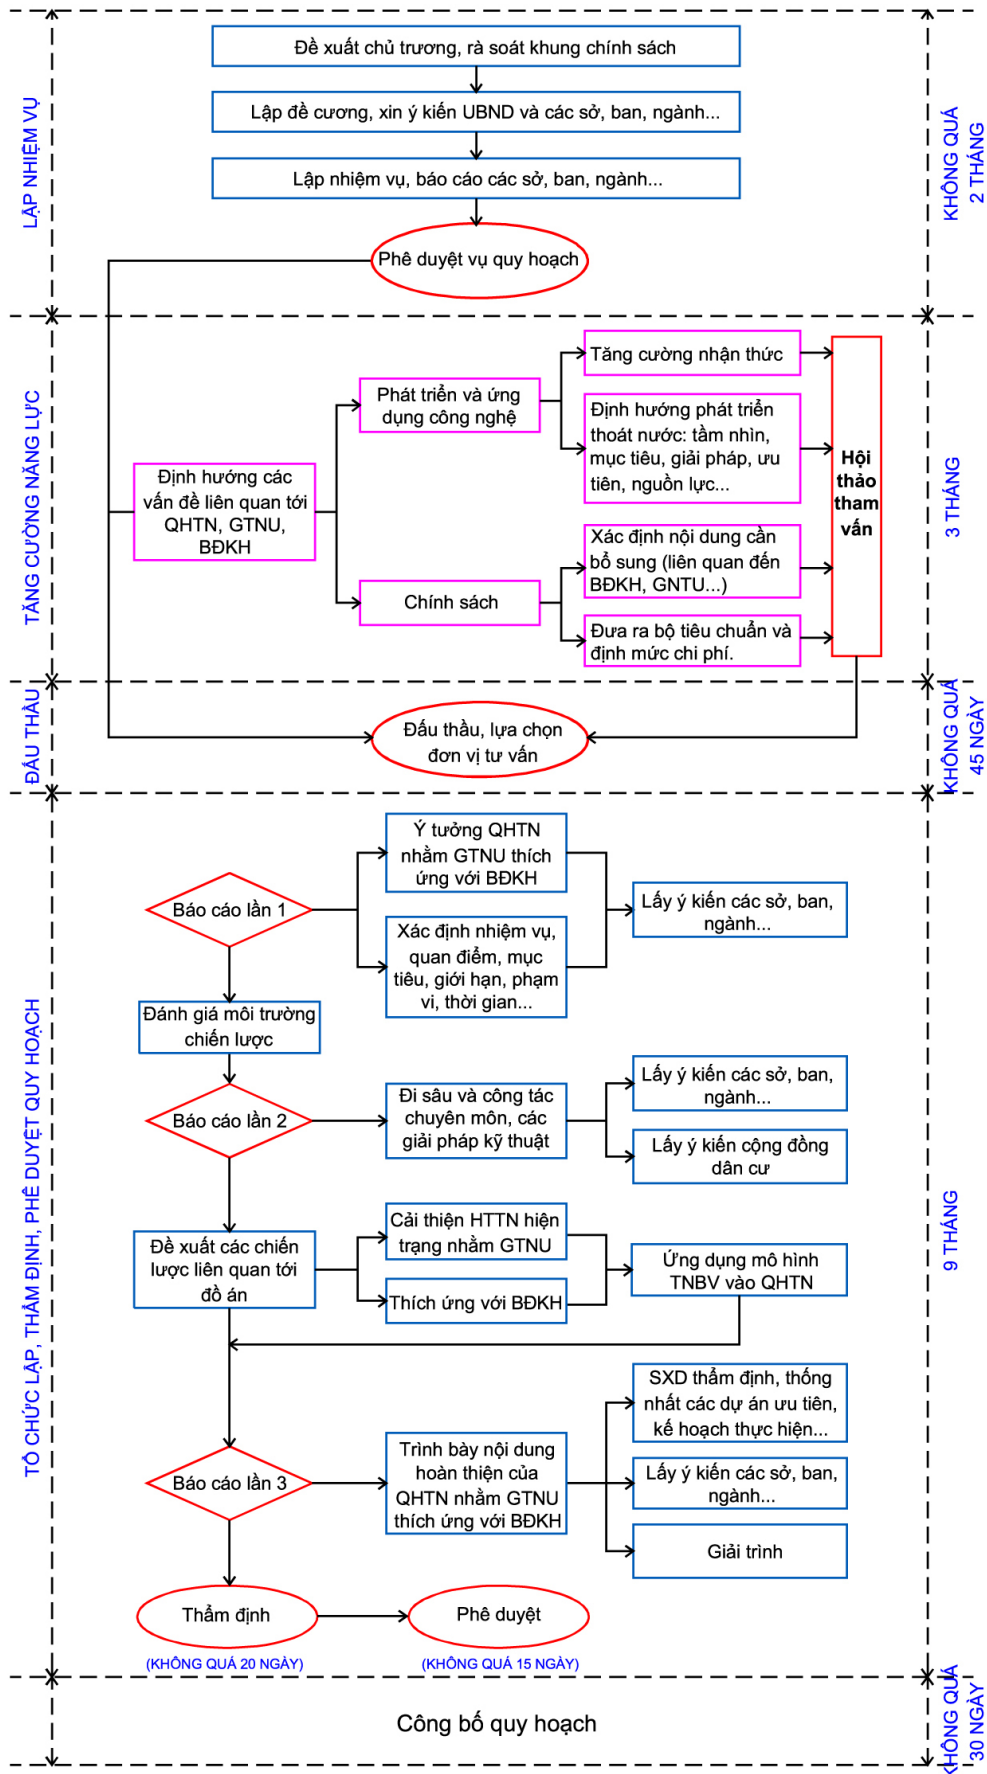 Đề xuất chủ trương, rà soát khung chính sách
Lập đề cương, xin ý kiến UBND và các sở, ban, ngành...
Lập nhiệm vụ, báo cáo các sở, ban, ngành...
Phê duyệt vụ quy hoạch
LẬP NHIỆM VỤ
KHÔNG QUÁ
2 THÁNG
TĂNG CƯỜNG NĂNG LỰC
Định hướng các
vấn đề liên quan tới
QHTN, GTNU,
BĐKH
Phát triển và ứng
dụng công nghệ
Chính sách
Tăng cường nhận thức
Định hướng phát triển
thoát nước: tầm nhìn,
mục tiêu, giải pháp, ưu
tiên, nguồn lực...
Xác định nội dung cần
bổ sung (liên quan đến
BĐKH, GNTU...)
Đưa ra bộ tiêu chuẩn và
định mức chi phí.
Hội
thảo
tham
vấn
3 THÁNG
ĐẤU THẦU
Đấu thầu, lựa chọn
đơn vị tư vấn
KHÔNG QUÁ
45 NGÀY
TỔ CHỨC LẬP, THẨM ĐỊNH, PHÊ DUYỆT QUY HOẠCH
Báo cáo lần 1
Ý tưởng QHTN
nhằm GTNU thích
ứng với BĐKH
Xác định nhiệm vụ,
quan điểm, mục
tiêu, giới hạn, phạm
vi, thời gian...
Lấy ý kiến các sở, ban,
ngành...
Đánh giá môi trường
chiến lược
Báo cáo lần 2
Đi sâu và công tác
chuyên môn, các
giải pháp kỹ thuật
Lấy ý kiến các sở, ban,
ngành...
Lấy ý kiến cộng đồng
dân cư
Đề xuất các chiến
lược liên quan tới
đồ án
Cải thiện HTTN hiện
trạng nhằm GTNU
Thích ứng với BĐKH
Ứng dụng mô hình
TNBV vào QHTN
Báo cáo lần 3
Trình bày nội dung
hoàn thiện của
QHTN nhằm GTNU
thích ứng với BĐKH
SXD thẩm định, thống
nhất các dự án ưu tiên,
kế hoạch thực hiện...
Lấy ý kiến các sở, ban,
ngành...
Giải trình
9 THÁNG
Thẩm định
Phê duyệt
(KHÔNG QUÁ 20 NGÀY)
(KHÔNG QUÁ 15 NGÀY)
Công bố quy hoạch
KHÔNG QUÁ
30 NGÀY